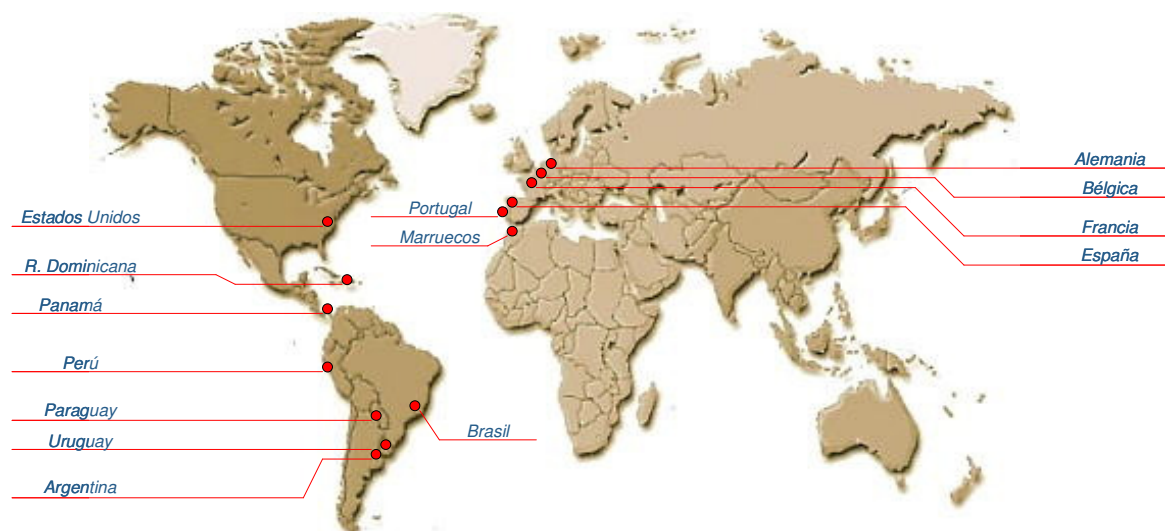 Alemania
Bélgica
Portugal
Estados Unidos
Francia
Marruecos
España
R. Dominicana
Panamá
Perú
Paraguay
Brasil
Uruguay
Argentina